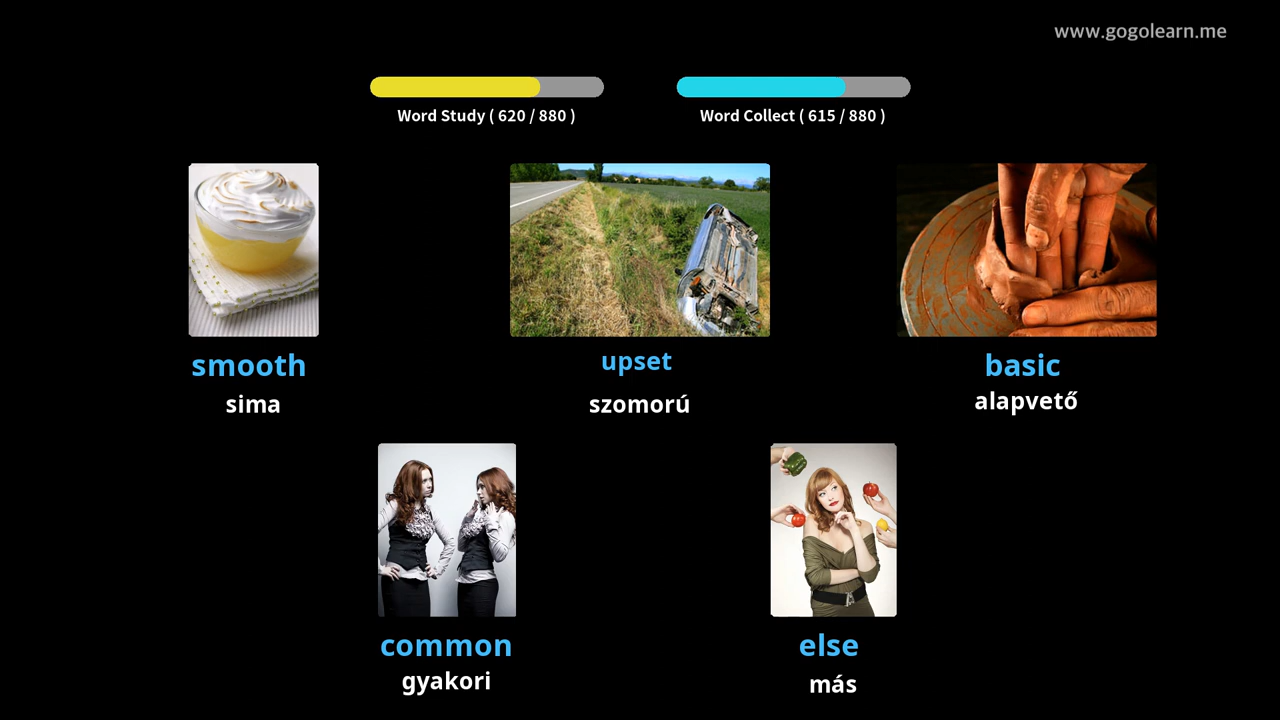 www.gogolearn.me
Word Study ( 620 / 880 )
Word Collect ( 615 / 880 )
smooth
sima
upset
szomorú
basic
alapvető
common
gyakori
else
más